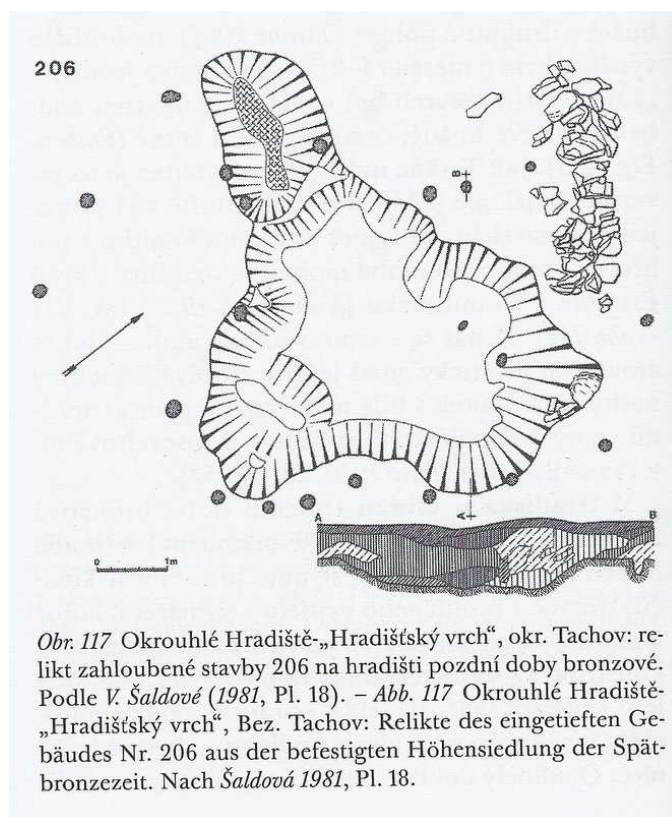 206
B
A
0 1m
A B
Obr. 117 Okrouhlé Hradiště-„Hradišťský vrch“, okr. Tachov: re-
likt zahloubené stavby 206 na hradišti pozdní doby bronzové.
Podle V. Šaldové (1981, Pl. 18). – Abb. 117 Okrouhlé Hradiště-
„Hradišťský vrch“, Bez. Tachov: Relikte des eingetieften Ge-
bäudes Nr. 206 aus der befestigten Höhensiedlung der Spät-
bronzezeit. Nach Šaldová 1981, Pl. 18.